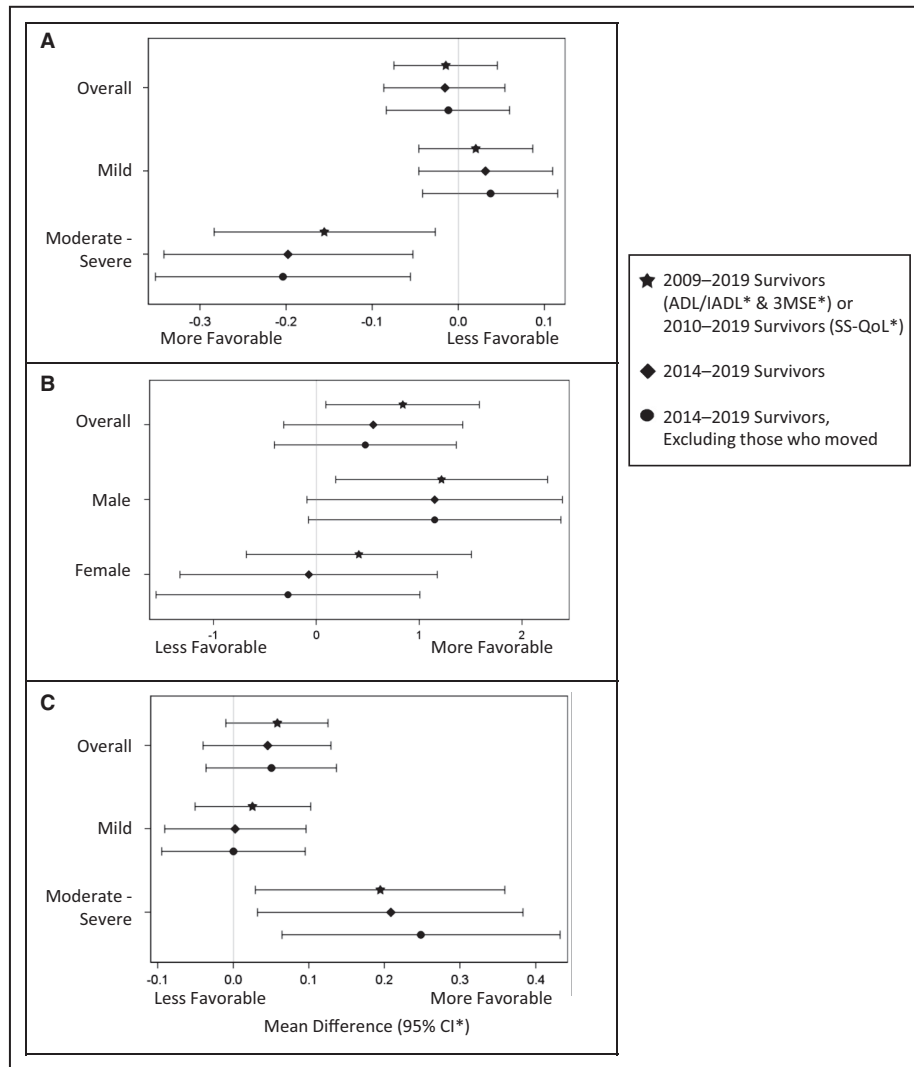 A
Overall
Mild
Moderate -
Severe
-0.3 -0.2 -0.1 0.0 0.1
More Favorable Less Favorable
B
Overall
Male
Female
-1 0 1 2
Less Favorable More Favorable
C
Overall
Mild
Moderate -
Severe
-0.1 0.0 0.1 0.2 0.3 0.4
Less Favorable More Favorable
Mean Difference (95% CI*)
2009–2019 Survivors
(ADL/IADL* & 3MSE*) or
2010–2019 Survivors (SS-QoL*)
2014–2019 Survivors
2014–2019 Survivors,
Excluding those who moved